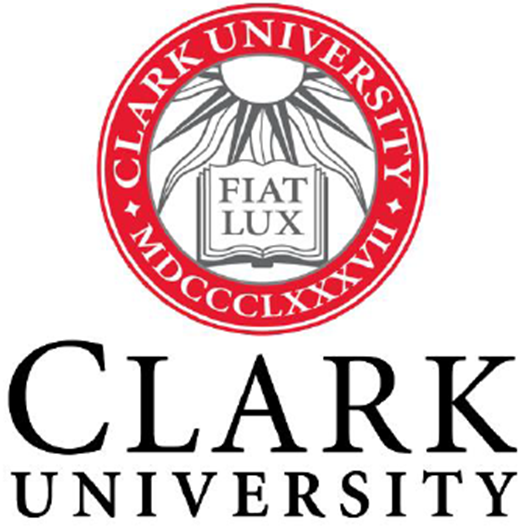 CLARK UNIVERSITY
FIAT
LUX
MDCCCLXXXVII
CLARK
UNIVERSITY